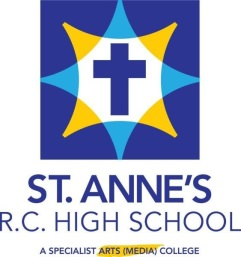 ST. ANNE'S
R.C. HIGH SCHOOL
A SPECIALIST ARTS (MEDIA) COLLEGE